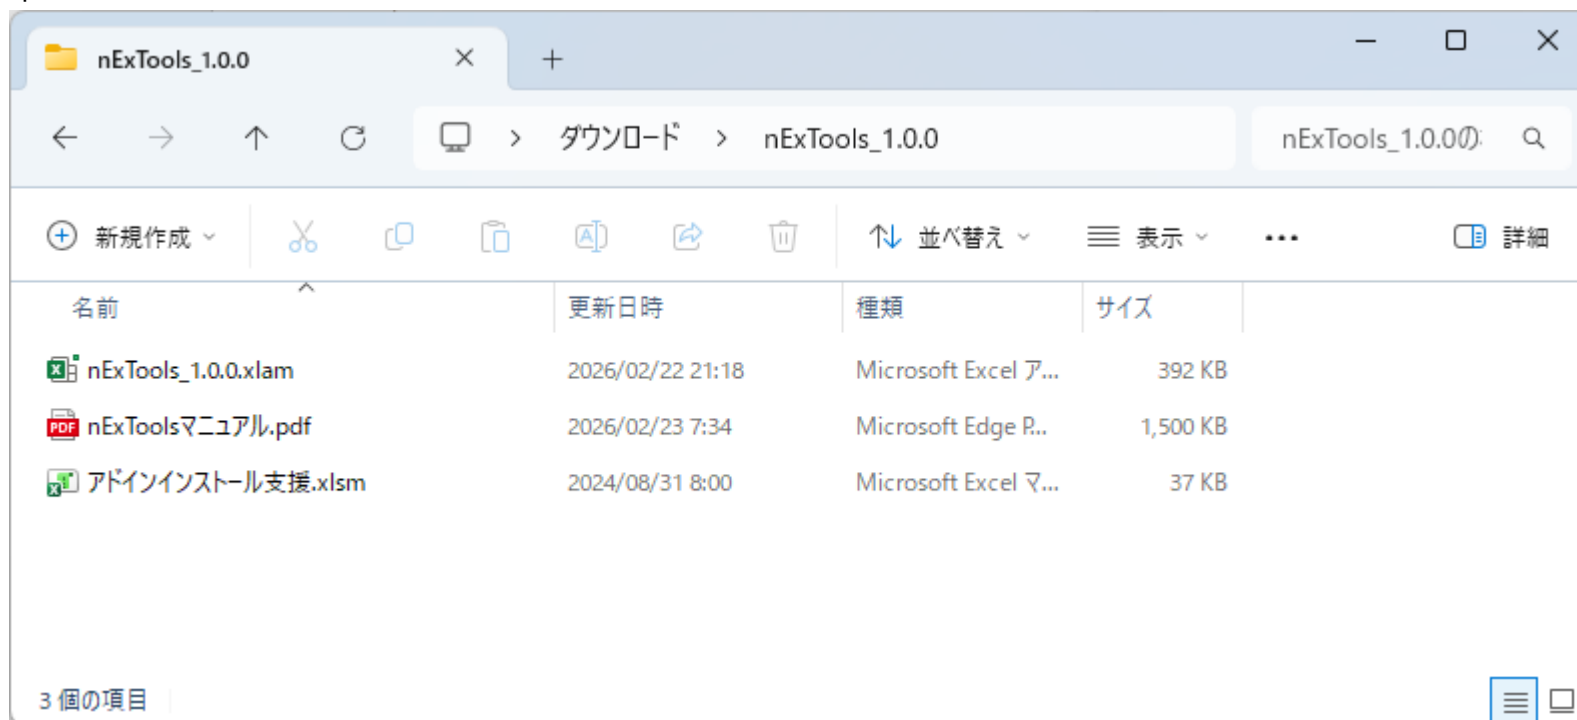 nExTools_1.0.0
ダウンロード > nExTools_1.0.0
nExTools_1.0.0の
新規作成 並べ替え 表示 ... 詳細
名前 更新日時 種類 サイズ
nExTools_1.0.0.xlam 2026/02/22 21:18 Microsoft Excel ア... 392 KB
PDF nExToolsマニュアル.pdf 2026/02/23 7:34 Microsoft Edge P... 1,500 KB
アドインインストール支援.xlsm 2024/08/31 8:00 Microsoft Excel マ... 37 KB
3 個の項目